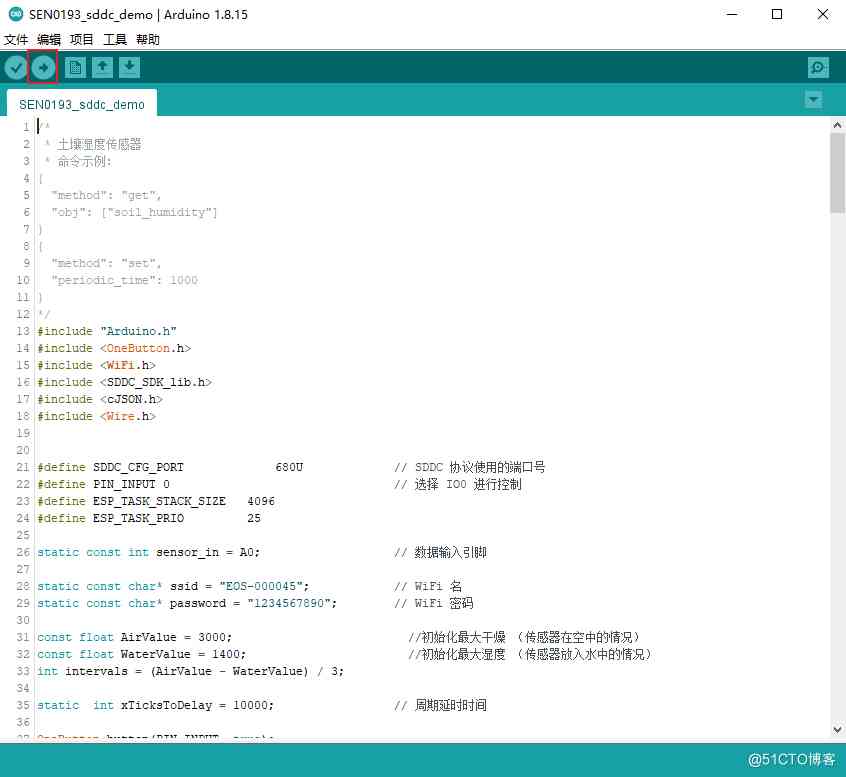 SEN0193_sddc_demo | Arduino 1.8.15
文件 编辑 项目 工具 帮助
SEN0193_sddc_demo
1 /*
2  * 土壤湿度传感器
3  * 命令示例:
4 {
5   "method": "get",
6   "obj": ["soil_humidity"]
7 }
8 {
9   "method": "set",
10   "periodic_time": 1000
11 }
12 */
13 #include "Arduino.h"
14 #include <OneButton.h>
15 #include <WiFi.h>
16 #include <SDDC_SDK_lib.h>
17 #include <cJSON.h>
18 #include <Wire.h>
19
20
21 #define SDDC_CFG_PORT             680U             // SDDC 协议使用的端口号
22 #define PIN_INPUT 0                                // 选择 IO0 进行控制
23 #define ESP_TASK_STACK_SIZE   4096
24 #define ESP_TASK_PRIO         25
25
26 static const int sensor_in = A0;                   // 数据输入引脚
27
28 static const char* ssid = "EOS-000045";            // WiFi 名
29 static const char* password = "1234567890";        // WiFi 密码
30
31 const float AirValue = 3000;                         //初始化最大干燥 （传感器在空中的情况）
32 const float WaterValue = 1400;                       //初始化最大湿度 （传感器放入水中的情况）
33 int intervals = (AirValue - WaterValue) / 3;
34
35 static  int xTicksToDelay = 10000;                 // 周期延时时间
36
@51CTO博客